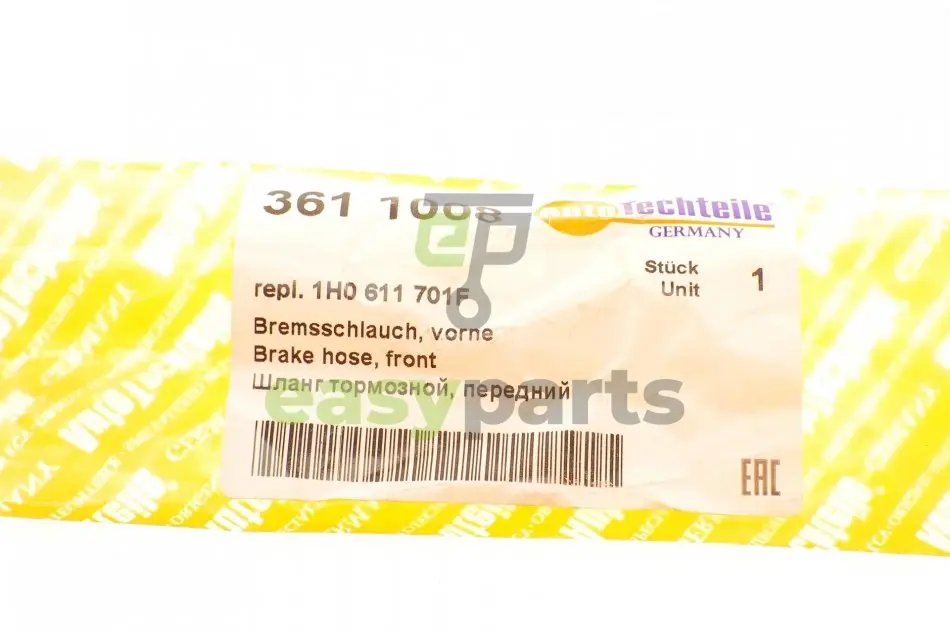 361 1008
AutoTechteile
GERMANY
Stück
Unit
1
repl. 1H0 611 701F
Bremsschlauch, vorne
Brake hose, front
Шланг тормозной, передний
EAC
ep
easyparts